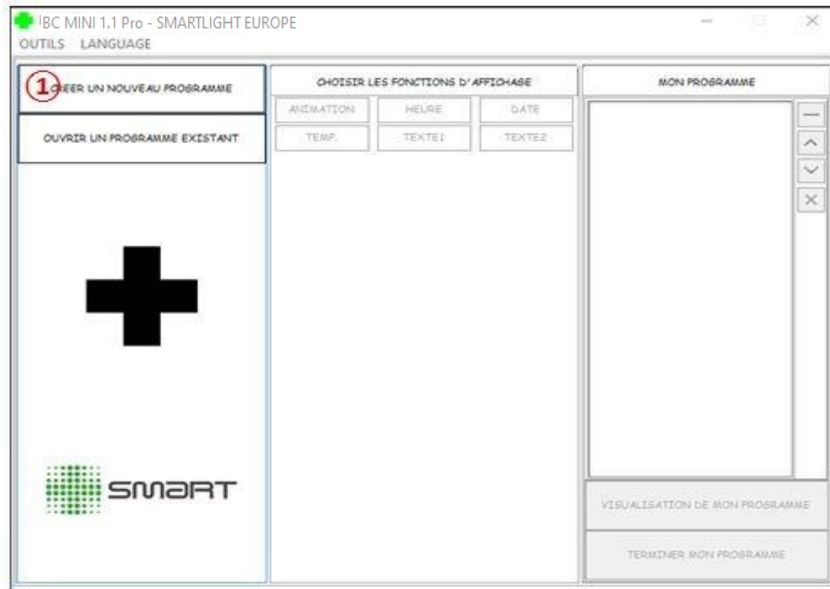 IBC MINI 1.1 Pro - SMARTLIGHT EUROPE
OUTILS LANGUAGE
1
CREER UN NOUVEAU PROGRAMME
OUVRIR UN PROGRAMME EXISTANT
SMART
CHOISIR LES FONCTIONS D'AFFICHAGE
ANIMATION HEURE DATE
TEMP. TEXTE1 TEXTE2
MON PROGRAMME
VISUALISATION DE MON PROGRAMME
TERMINER MON PROGRAMME